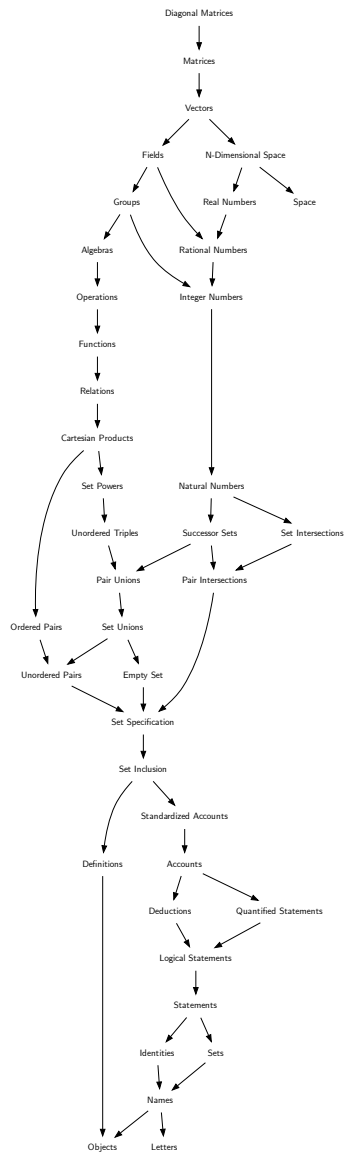 Diagonal Matrices
Matrices
Vectors
Fields
N-Dimensional Space
Groups
Real Numbers
Space
Algebras
Rational Numbers
Operations
Integer Numbers
Functions
Relations
Cartesian Products
Set Powers
Natural Numbers
Unordered Triples
Successor Sets
Set Intersections
Pair Unions
Pair Intersections
Ordered Pairs
Set Unions
Unordered Pairs
Empty Set
Set Specification
Set Inclusion
Standardized Accounts
Definitions
Accounts
Deductions
Quantified Statements
Logical Statements
Statements
Identities
Sets
Names
Objects
Letters